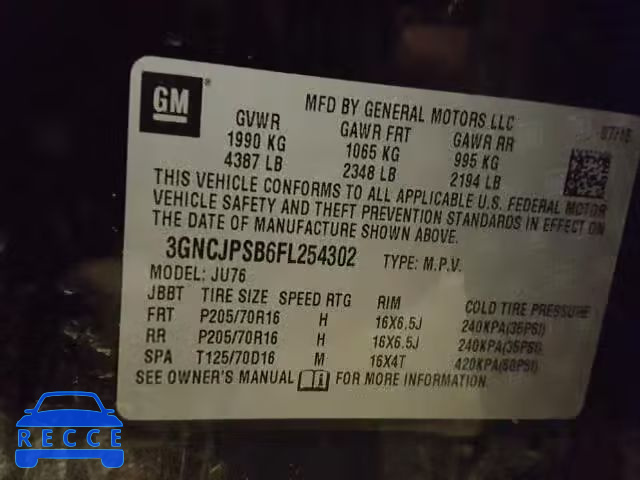 GM ®
MFD BY GENERAL MOTORS LLC
07/15
GVWR GAWR FRT GAWR RR
1990 KG 1065 KG 995 KG
4387 LB 2348 LB 2194 LB
THIS VEHICLE CONFORMS TO ALL APPLICABLE U.S. FEDERAL MOTOR
VEHICLE SAFETY AND THEFT PREVENTION STANDARDS IN EFFECT ON
THE DATE OF MANUFACTURE SHOWN ABOVE.
3GNCJPSB6FL254302 TYPE: M.P.V.
MODEL: JU76
JBBT TIRE SIZE SPEED RTG RIM COLD TIRE PRESSURE
FRT P205/70R16 H 16X6.5J 240KPA(35PSI)
RR P205/70R16 H 16X6.5J 240KPA(35PSI)
SPA T125/70D16 M 16X4T 420KPA(60PSI)
SEE OWNER'S MANUAL FOR MORE INFORMATION.
RECCE